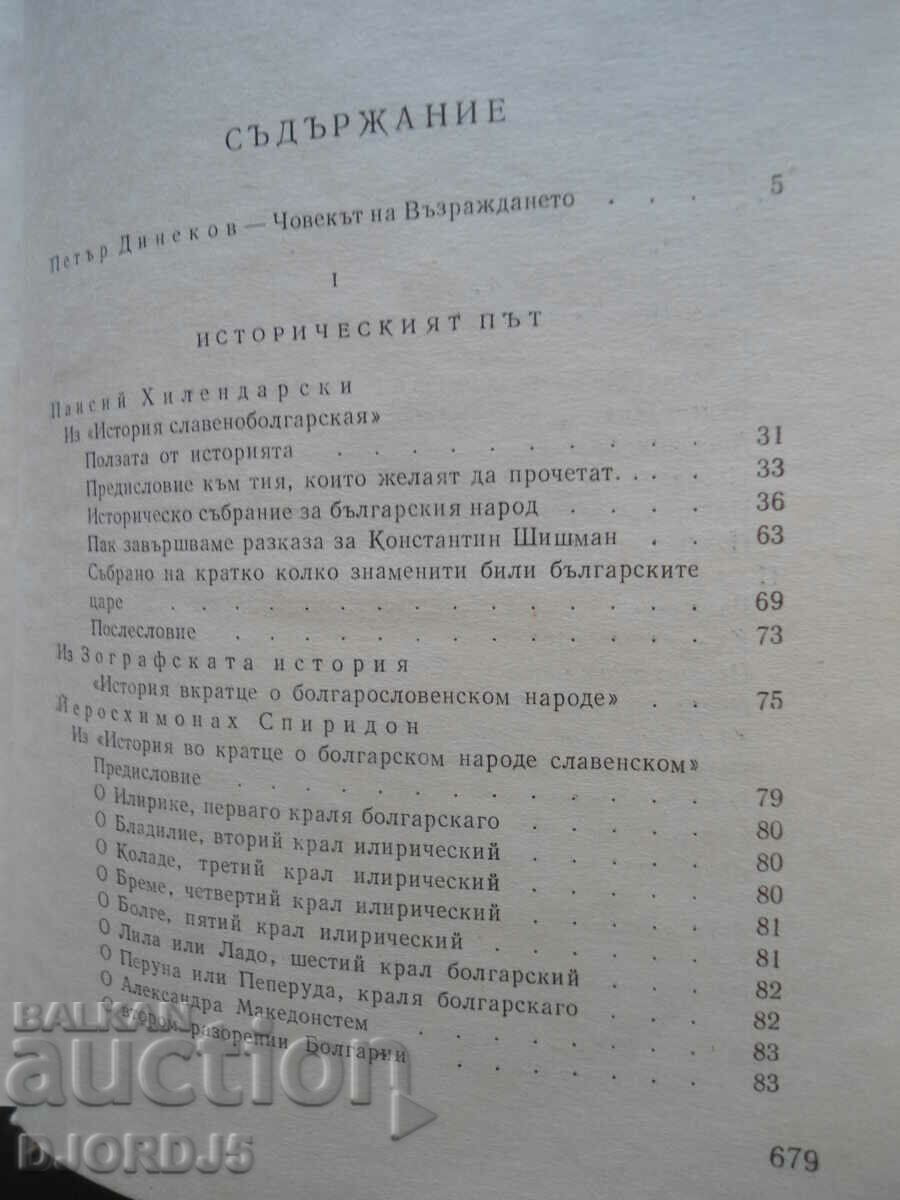 СЪДЪРЖАНИЕ
Петър Динеков — Човекът на Възраждането . . . 5
I
ИСТОРИЧЕСКИЯТ ПЪТ
Паисий Хилендарски
Из «История славеноболгарская»
Ползата от историята . . . . . . . . . . 31
Предисловие към тия, които желаят да прочетат. . . . 33
Историческо събрание за българския народ . . . . 36
Пак завършваме разказа за Константин Шишман . . 63
Събрано на кратко колко знаменити били българските
царе . . . . . . . . . . . . . . . 69
Послесловие . . . . . . . . . . . . . 73
Из Зографската история
«История вкратце о болгарословенском народе» . . 75
Йеросхимонах Спиридон
Из «История во кратце о болгарском народе славенском»
Предисловие . . . . . . . . . . . . . 79
О Илирике, перваго краля болгарскаго . . . . . 80
О Бладилие, вторий крал илирический . . . . . 80
О Коладе, третий крал илирический . . . . . 80
О Бреме, четвертий крал илирический . . . . . 81
О Болге, пятий крал илирический . . . . . . 81
О Лила или Ладо, шестий крал болгарский . . . 82
О Перуна или Пеперуда, краля болгарскаго . . . 82
О Александра Македонстем . . . . . . . 83
О втором разорении Болгарии . . . . . . 83
679
BALKAN
auction
DJORDJ5